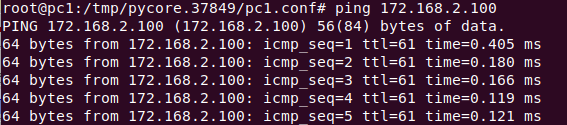 root@pc1:/tmp/pycore.37849/pc1.conf# ping 172.168.2.100
PING 172.168.2.100 (172.168.2.100) 56(84) bytes of data.
64 bytes from 172.168.2.100: icmp_seq=1 ttl=61 time=0.405 ms
64 bytes from 172.168.2.100: icmp_seq=2 ttl=61 time=0.180 ms
64 bytes from 172.168.2.100: icmp_seq=3 ttl=61 time=0.166 ms
64 bytes from 172.168.2.100: icmp_seq=4 ttl=61 time=0.119 ms
64 bytes from 172.168.2.100: icmp_seq=5 ttl=61 time=0.121 ms